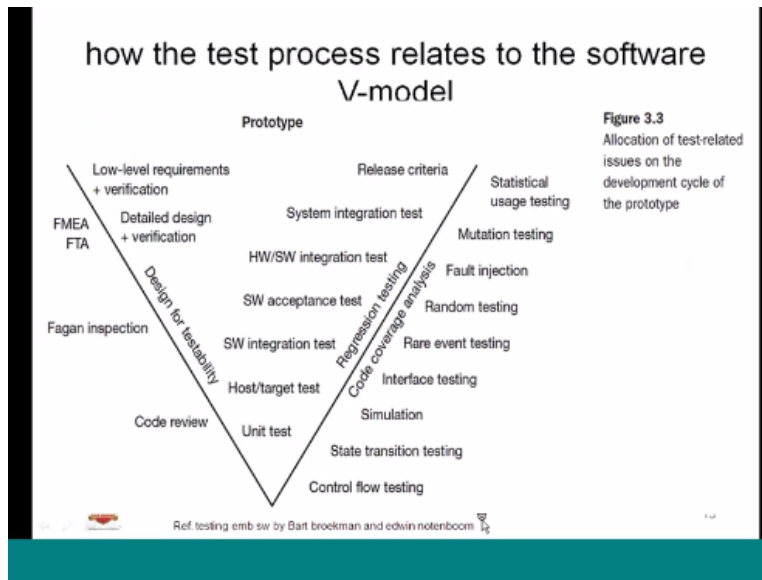 how the test process relates to the software
V-model
Prototype
Figure 3.3
Allocation of test-related
issues on the
development cycle of
the prototype
Low-level requirements
+ verification
Release criteria
Statistical
usage testing
FMEA
FTA
Detailed design
+ verification
System integration test
Mutation testing
HW/SW integration test
Fault injection
Design for testability
Regression testing
Code coverage analysis
SW acceptance test
Random testing
Fagan inspection
SW integration test
Rare event testing
Host/target test
Interface testing
Code review
Unit test
Simulation
State transition testing
Control flow testing
Ref. testing emb sw by Bart broekman and edwin notenboom